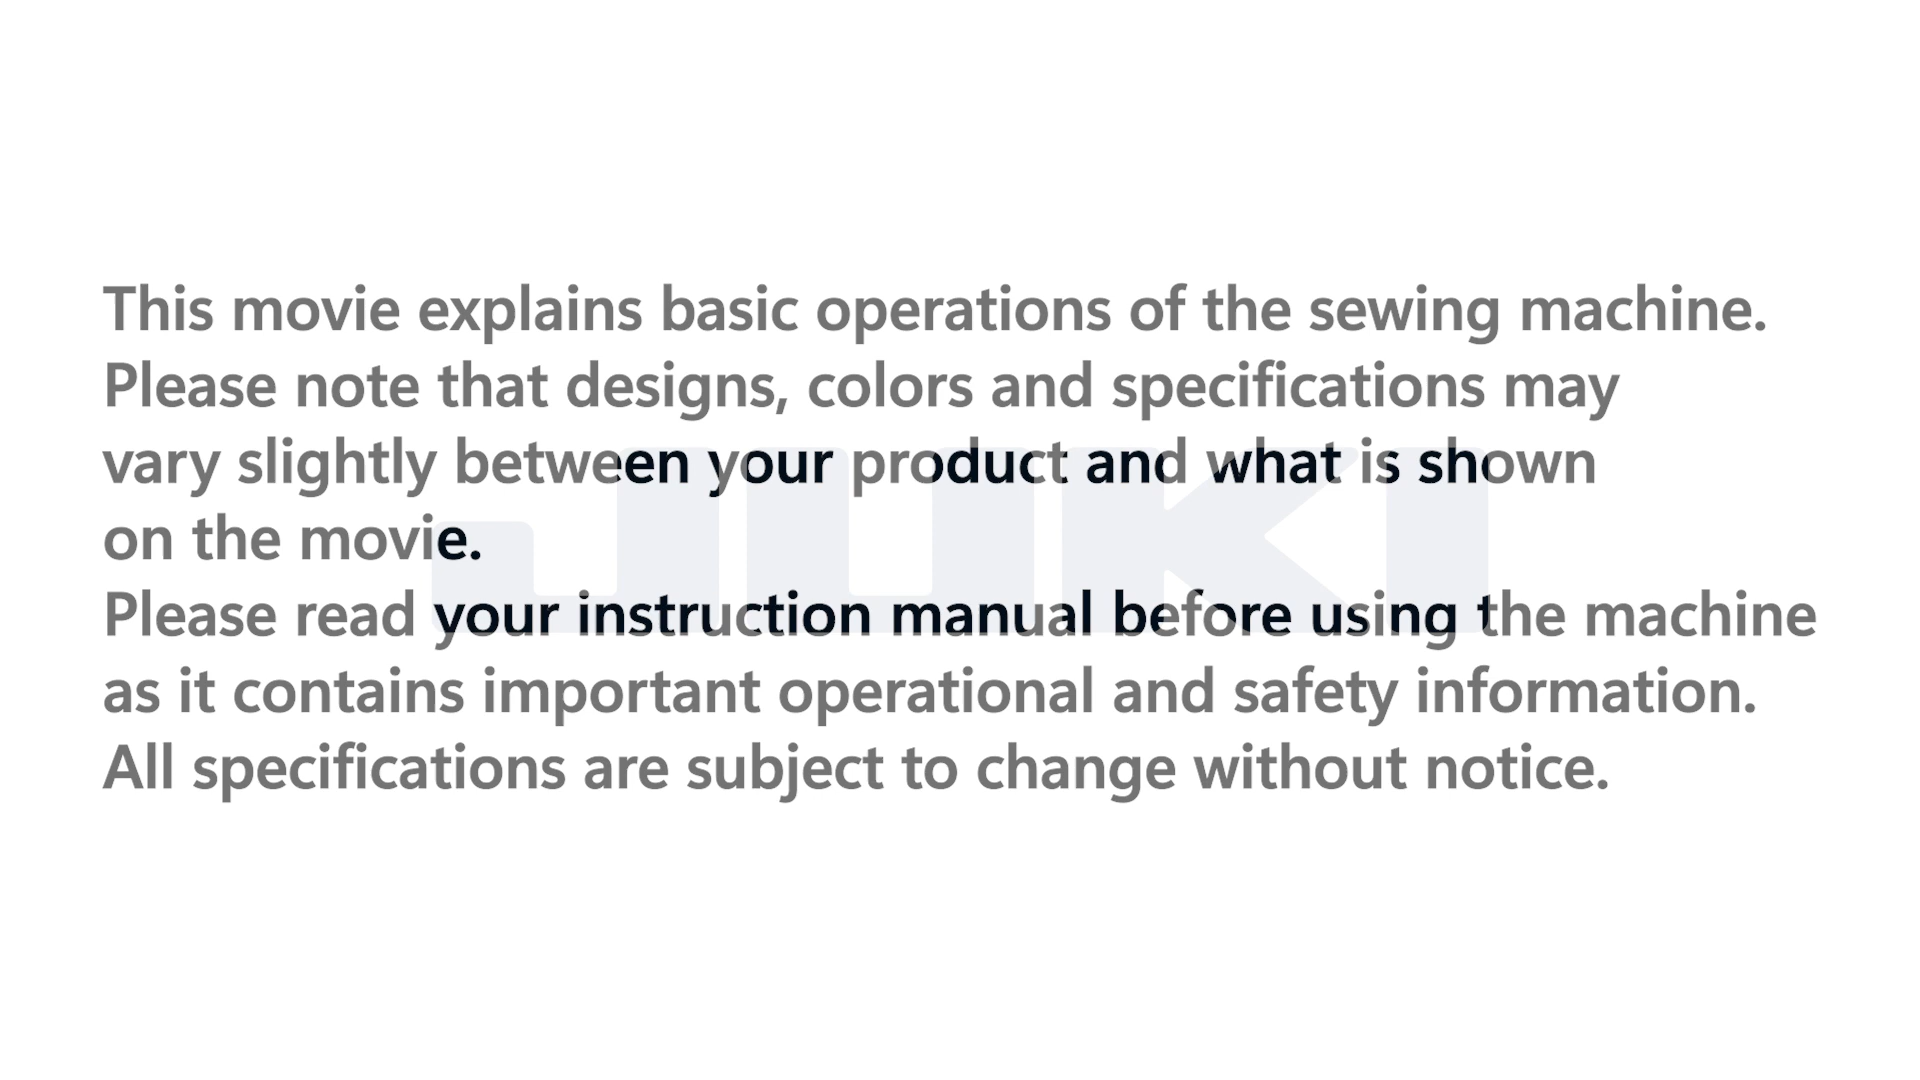 This movie explains basic operations of the sewing machine.
Please note that designs, colors and specifications may
vary slightly between your product and what is shown
on the movie.
Please read your instruction manual before using the machine
as it contains important operational and safety information.
All specifications are subject to change without notice.
JUKI